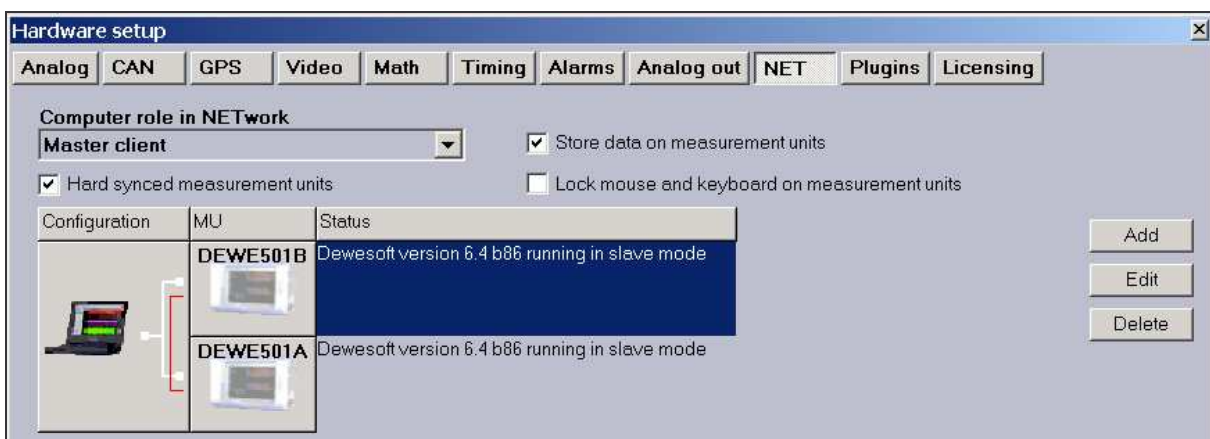 Hardware setup
Analog CAN GPS Video Math Timing Alarms Analog out NET Plugins Licensing
Computer role in NETwork
Master client
Store data on measurement units
Hard synced measurement units
Lock mouse and keyboard on measurement units
Configuration MU Status
Add
DEWE501B Dewesoft version 6.4 b86 running in slave mode
Edit
Delete
DEWE501A Dewesoft version 6.4 b86 running in slave mode